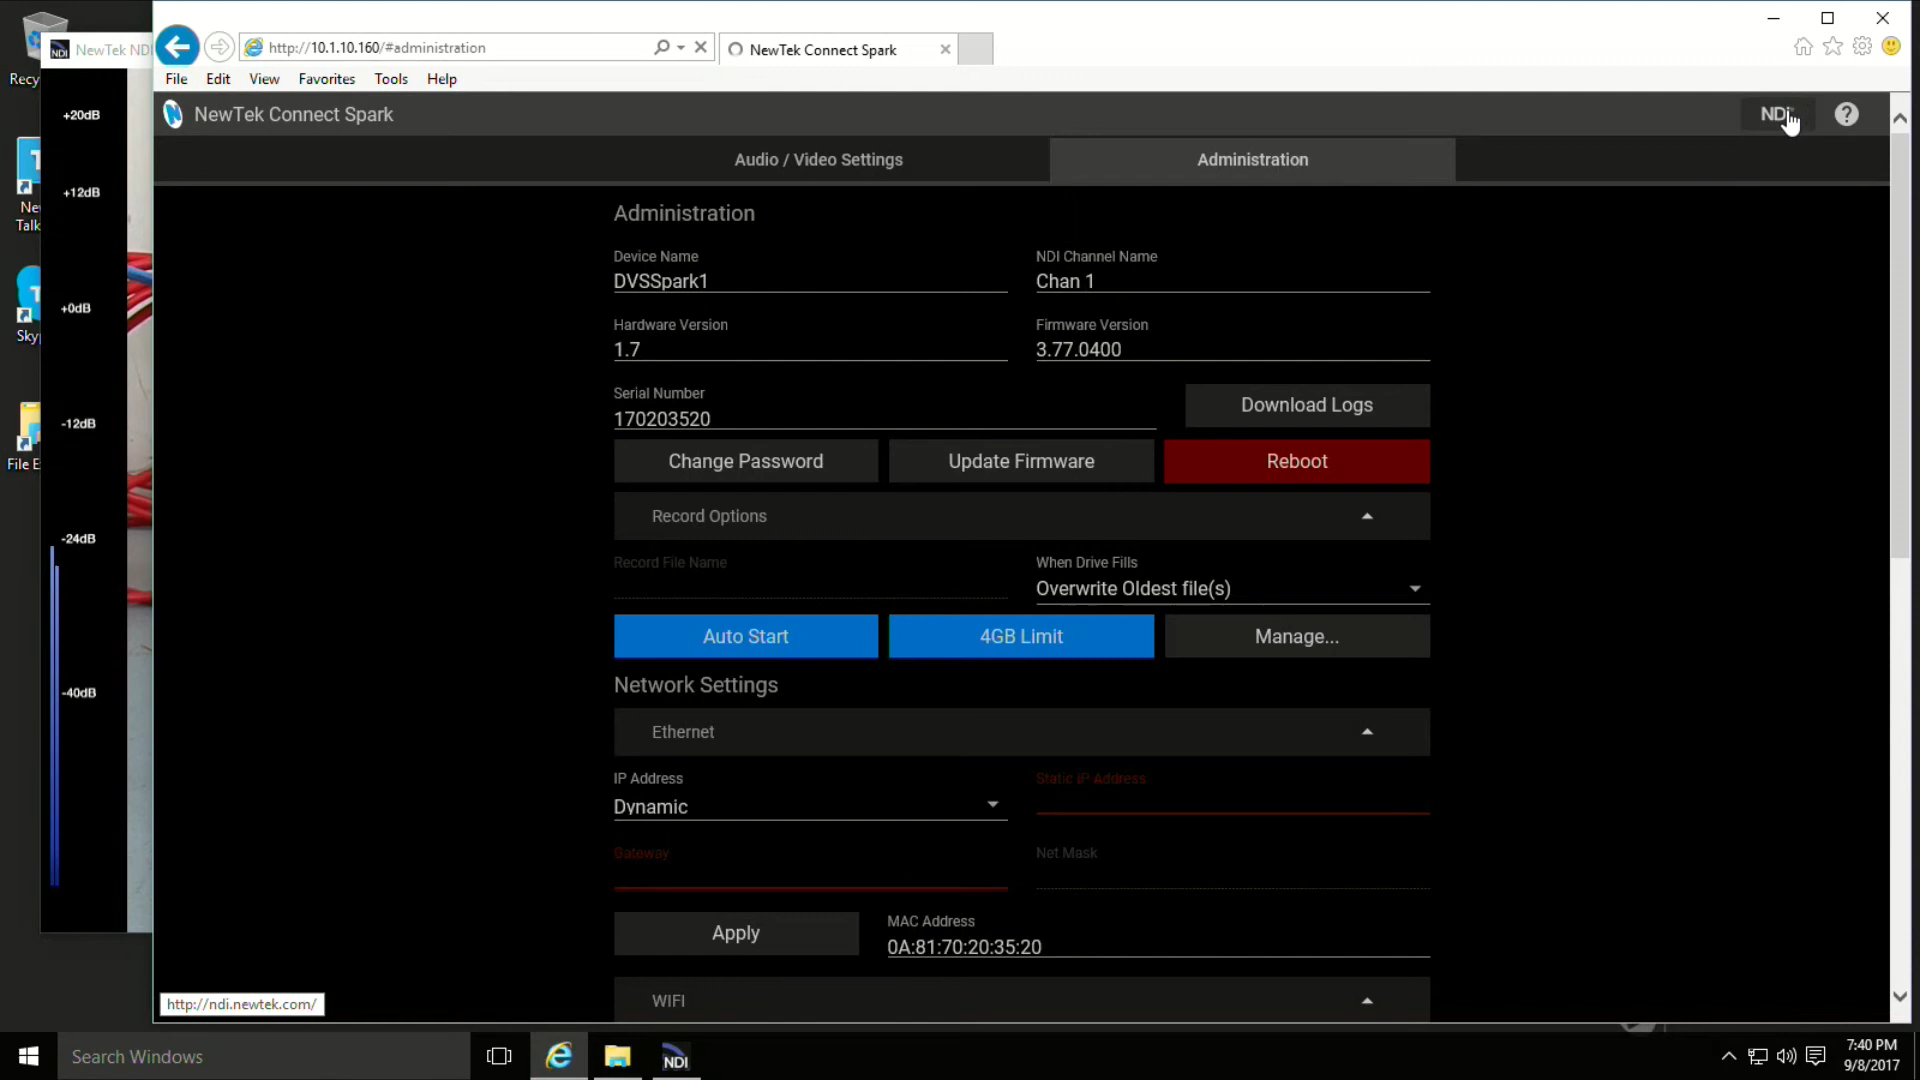 Recy
NewTek ND
http://10.1.10.160/#administration
NewTek Connect Spark
File Edit View Favorites Tools Help
NewTek Connect Spark
NDI
?
Audio / Video Settings
Administration
+20dB
+12dB
+0dB
-12dB
-24dB
-40dB
Ne
Talk
Sky
File E
Administration
Device Name
DVSSpark1
NDI Channel Name
Chan 1
Hardware Version
1.7
Firmware Version
3.77.0400
Serial Number
170203520
Download Logs
Change Password
Update Firmware
Reboot
Record Options
Record File Name
When Drive Fills
Overwrite Oldest file(s)
Auto Start
4GB Limit
Manage...
Network Settings
Ethernet
IP Address
Dynamic
Static IP Address
Gateway
Net Mask
Apply
MAC Address
0A:81:70:20:35:20
WIFI
http://ndi.newtek.com/
Search Windows
NDI
7:40 PM
9/8/2017